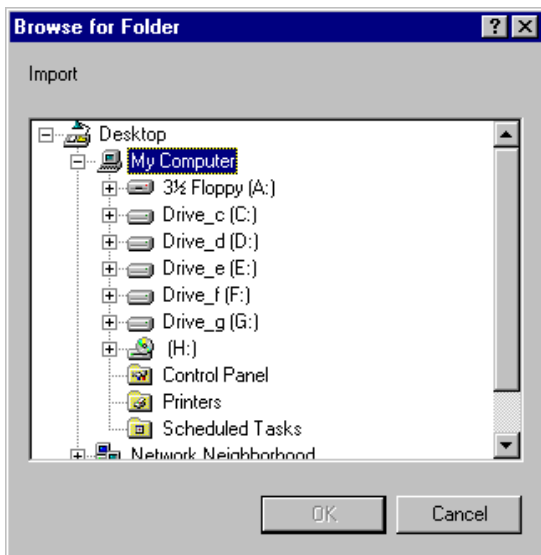 Browse for Folder
Import
Desktop
My Computer
3½ Floppy (A:)
Drive_c (C:)
Drive_d (D:)
Drive_e (E:)
Drive_f (F:)
Drive_g (G:)
(H:)
Control Panel
Printers
Scheduled Tasks
Network Neighborhood
OK
Cancel